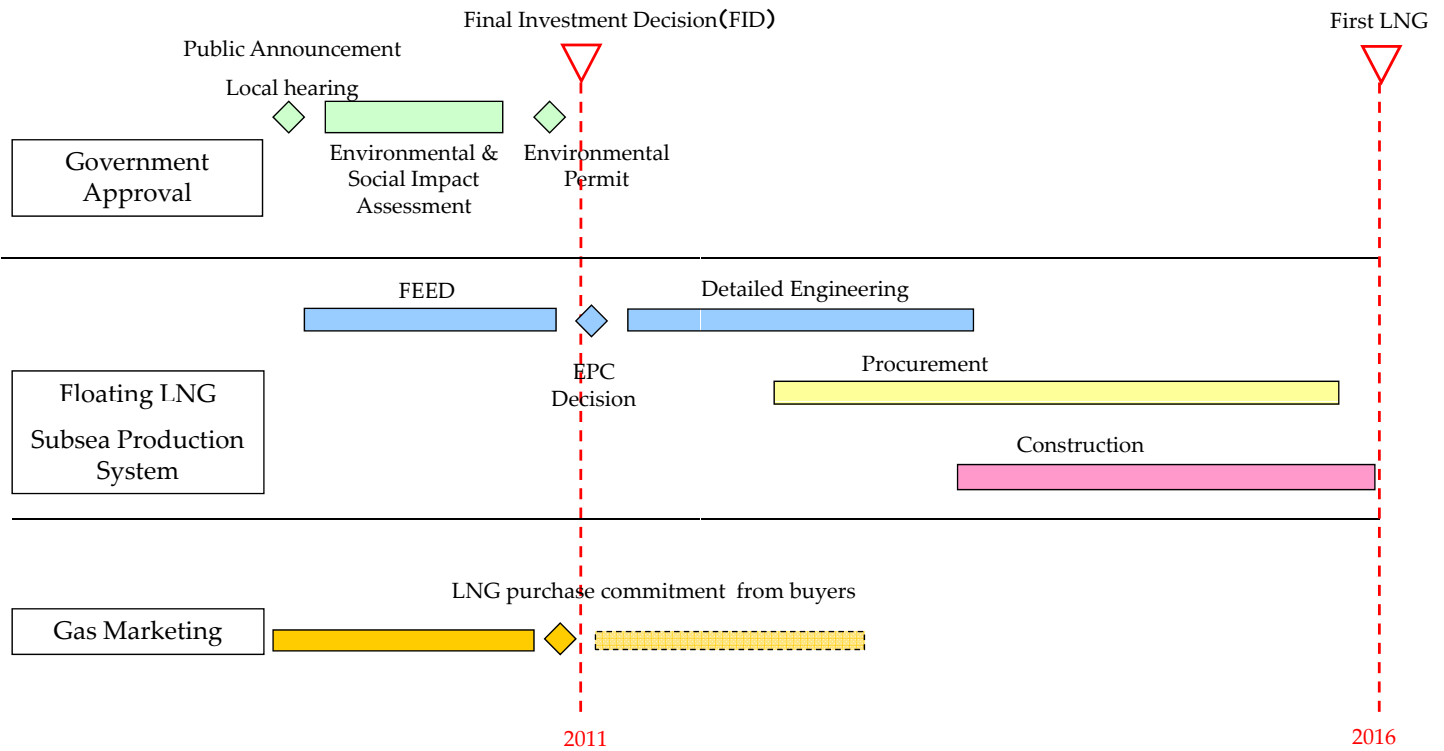 Final Investment Decision(FID)
First LNG
Public Announcement
Local hearing
Government
Approval
Environmental &
Social Impact
Assessment
Environmental
Permit
FEED
Detailed Engineering
EPC
Decision
Procurement
Floating LNG
Subsea Production
System
Construction
LNG purchase commitment from buyers
Gas Marketing
2011
2016